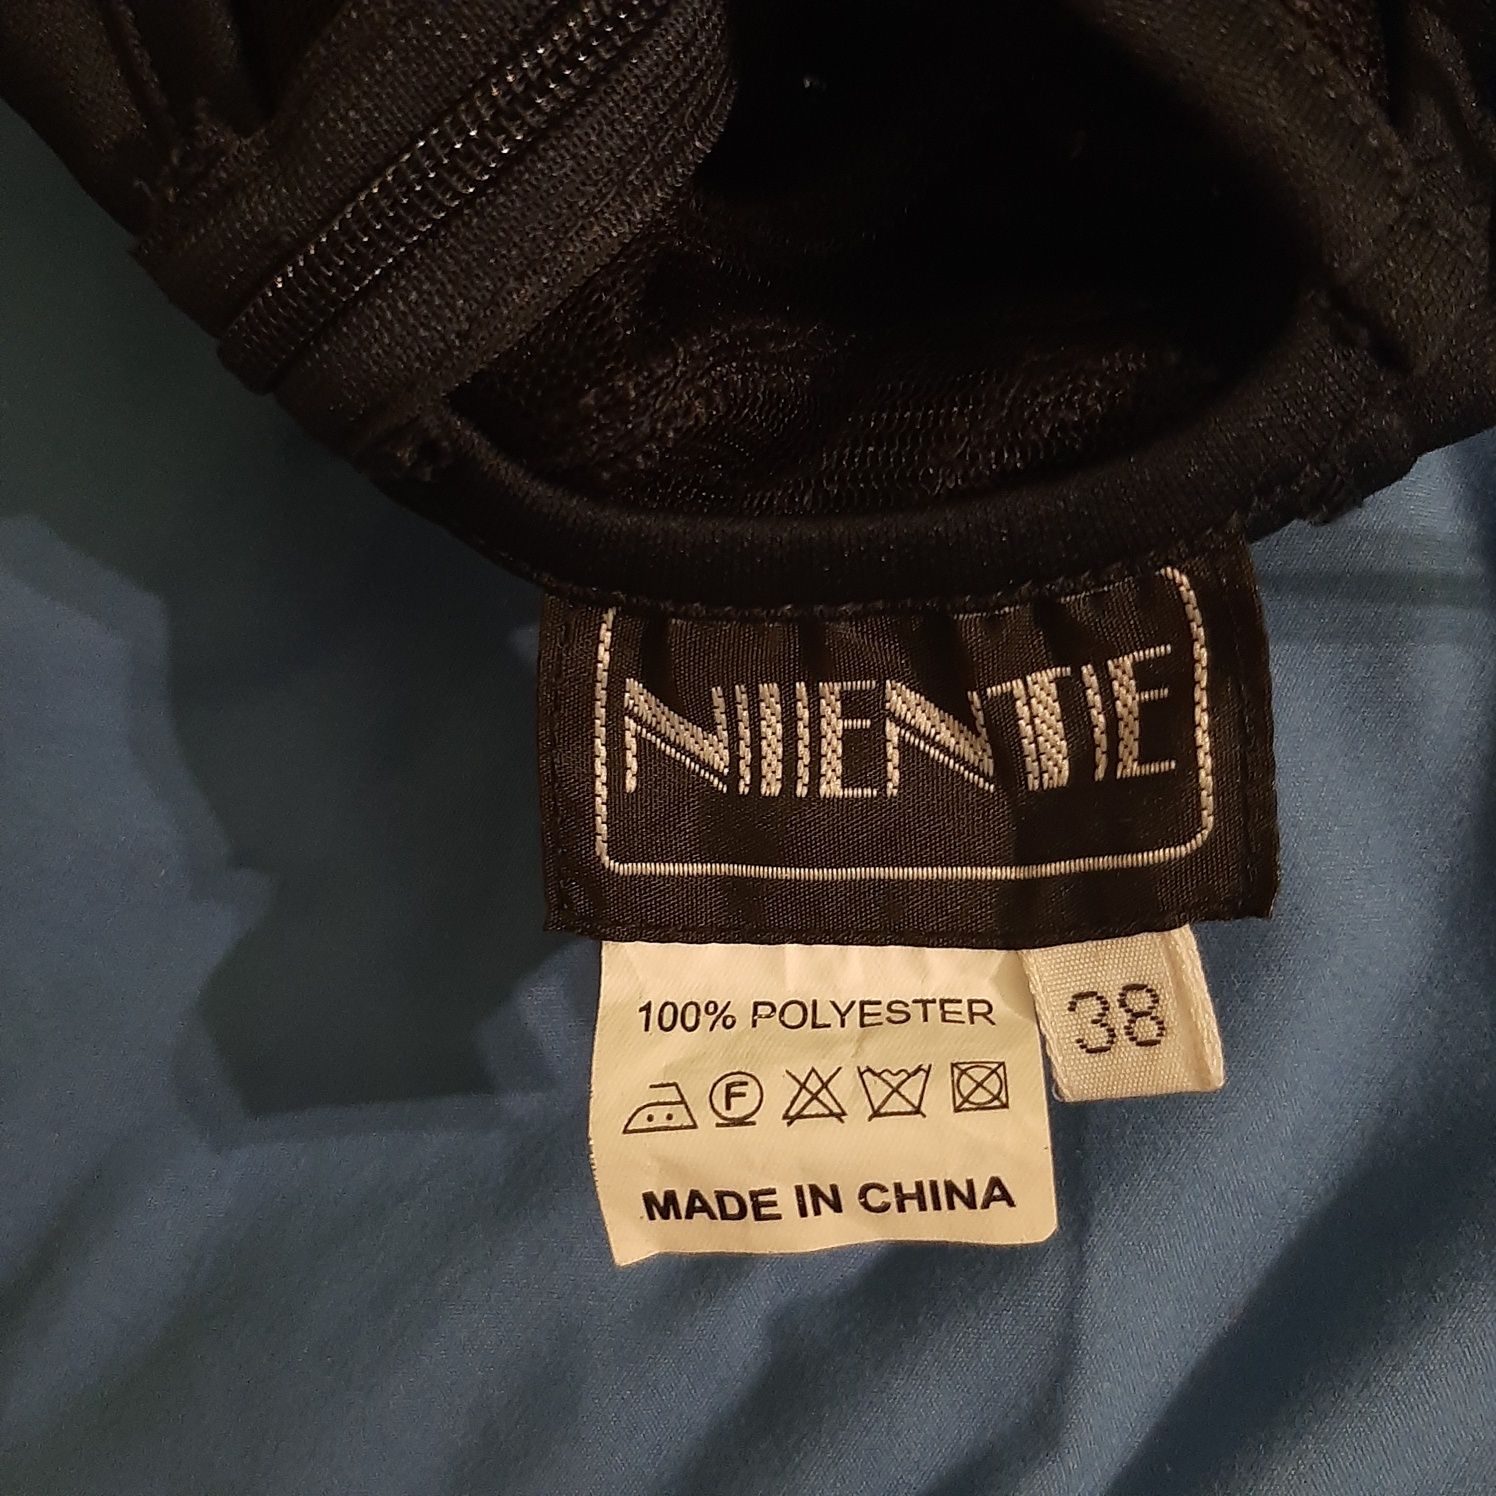 NIENTE
100% POLYESTER
38
F
MADE IN CHINA